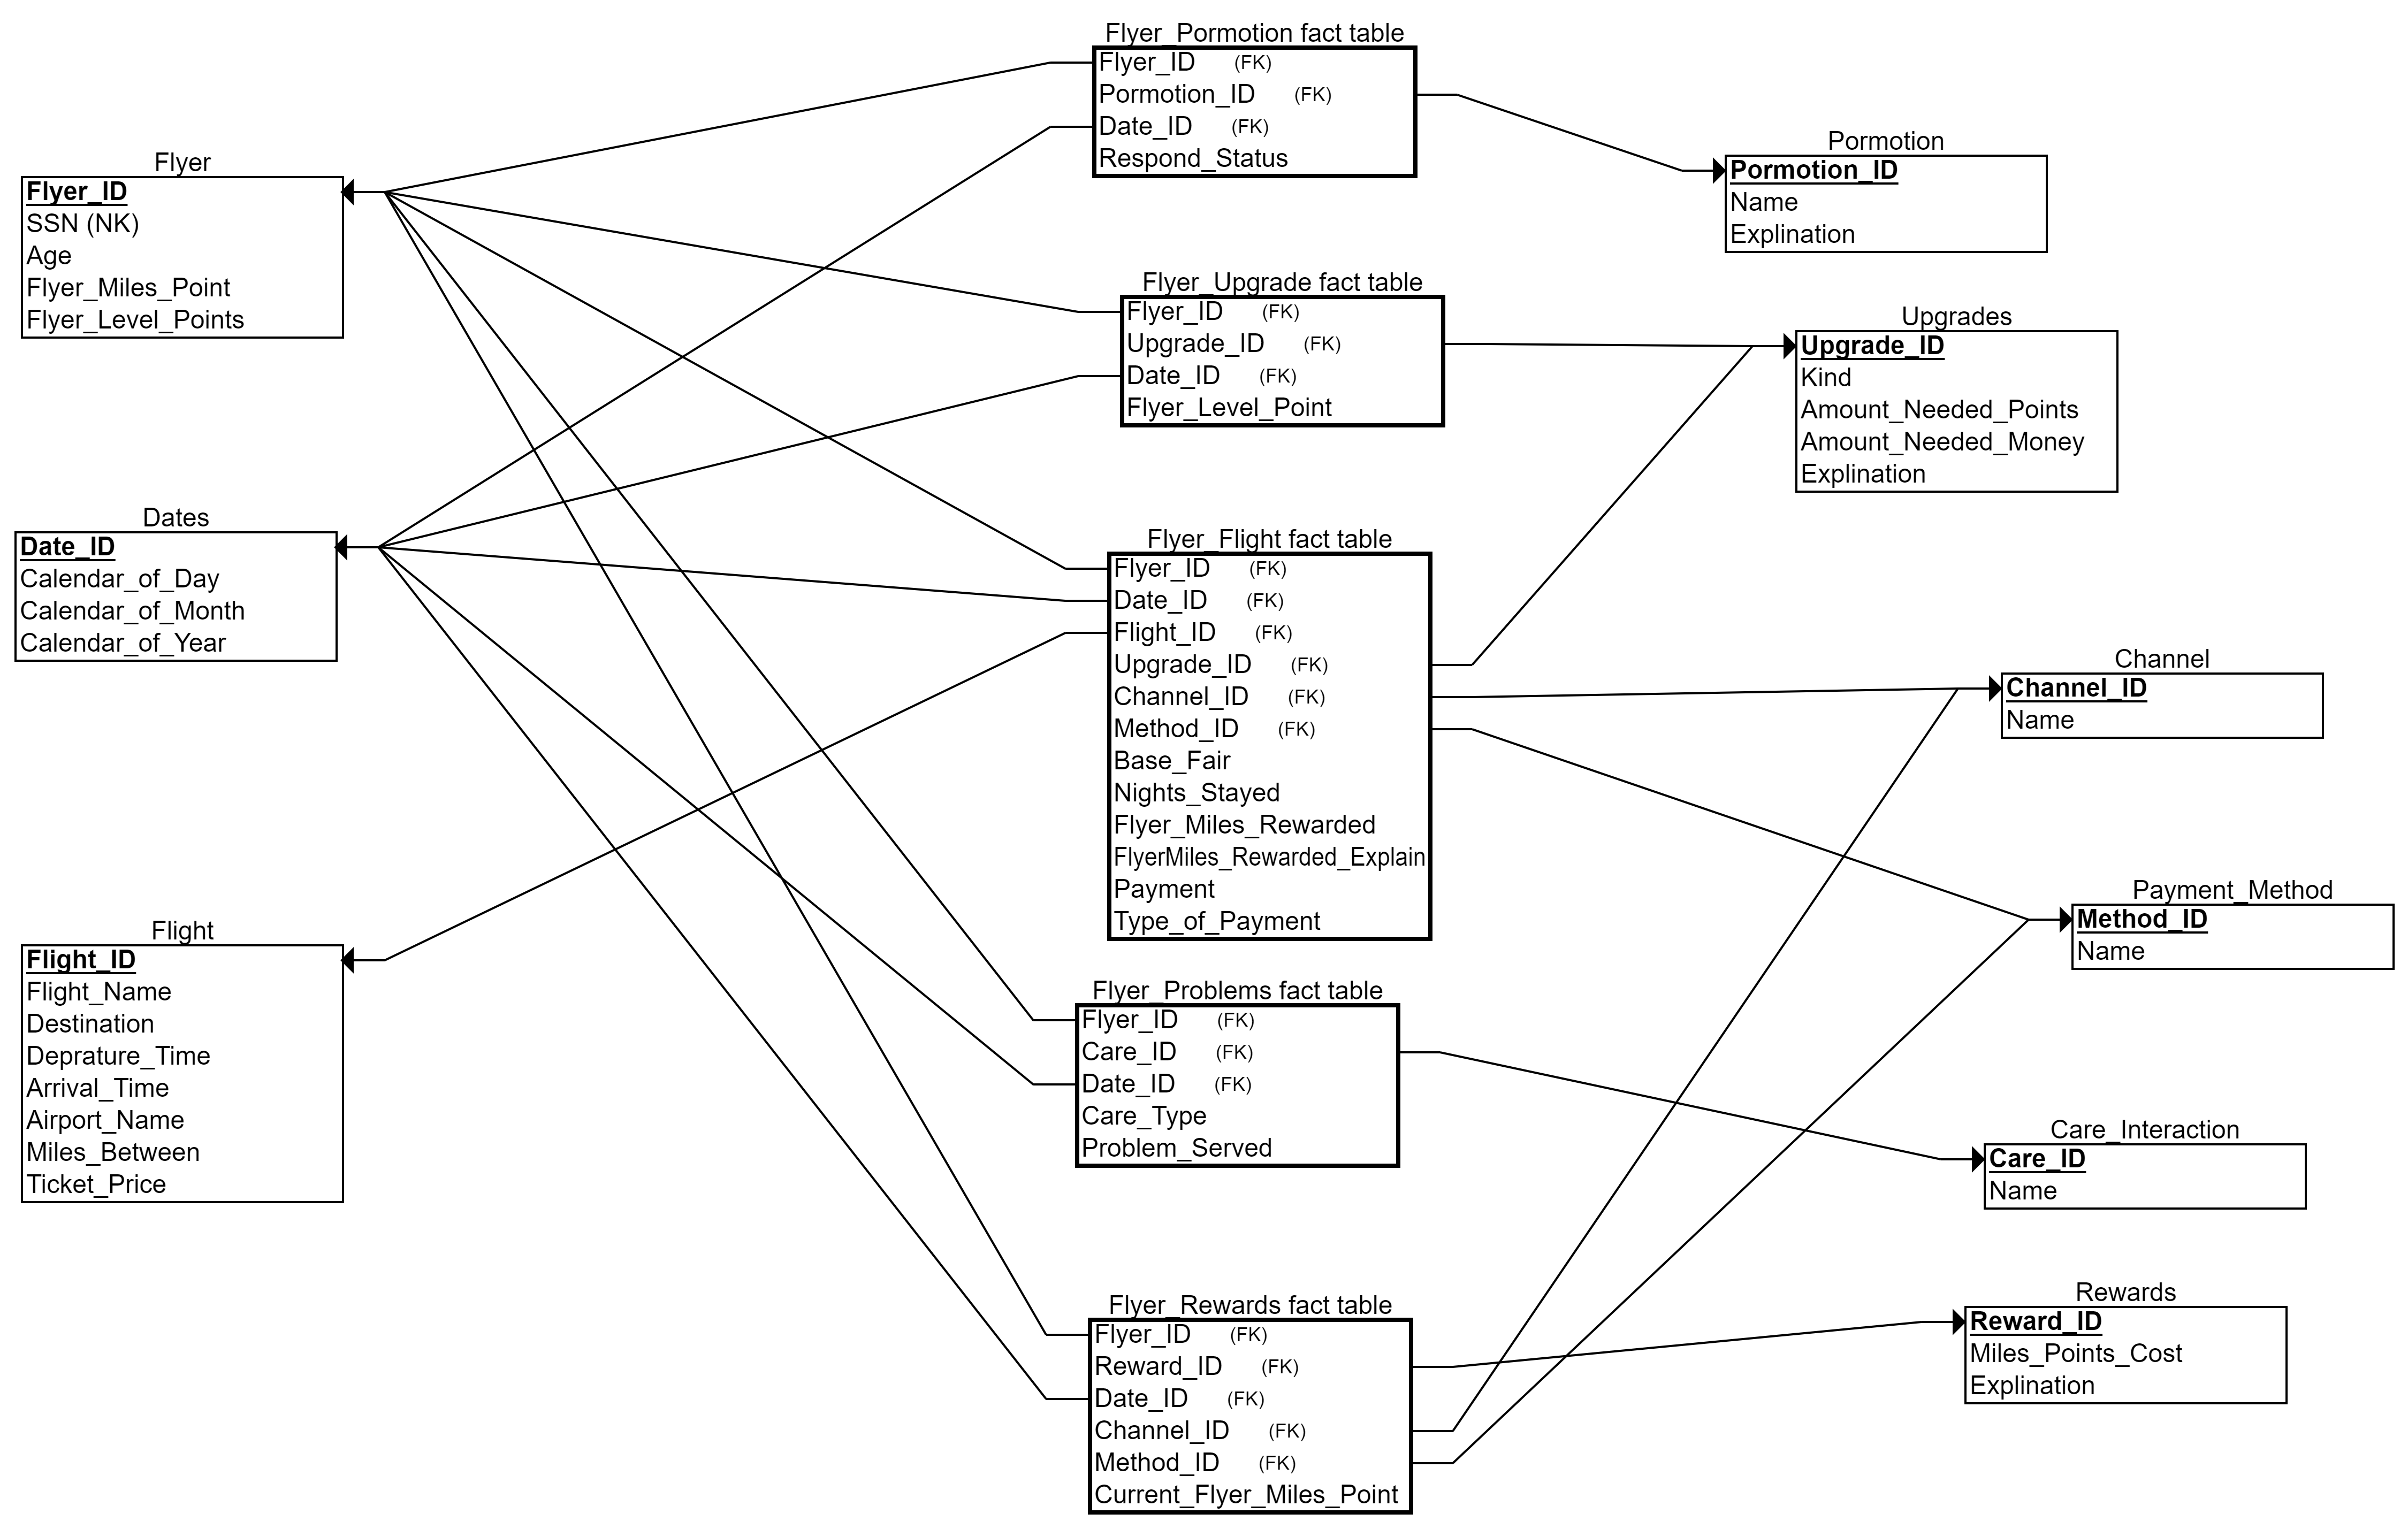 Flyer_Pormotion fact table
Flyer_ID (FK)
Pormotion_ID (FK)
Date_ID (FK)
Respond_Status
Pormotion
Pormotion_ID
Name
Explination
Flyer
Flyer_ID
SSN (NK)
Age
Flyer_Miles_Point
Flyer_Level_Points
Flyer_Upgrade fact table
Flyer_ID (FK)
Upgrade_ID (FK)
Date_ID (FK)
Flyer_Level_Point
Upgrades
Upgrade_ID
Kind
Amount_Needed_Points
Amount_Needed_Money
Explination
Dates
Date_ID
Calendar_of_Day
Calendar_of_Month
Calendar_of_Year
Flyer_Flight fact table
Flyer_ID (FK)
Date_ID (FK)
Flight_ID (FK)
Upgrade_ID (FK)
Channel_ID (FK)
Method_ID (FK)
Base_Fair
Nights_Stayed
Flyer_Miles_Rewarded
FlyerMiles_Rewarded_Explain
Payment
Type_of_Payment
Channel
Channel_ID
Name
Payment_Method
Method_ID
Name
Flight
Flight_ID
Flight_Name
Destination
Deprature_Time
Arrival_Time
Airport_Name
Miles_Between
Ticket_Price
Flyer_Problems fact table
Flyer_ID (FK)
Care_ID (FK)
Date_ID (FK)
Care_Type
Problem_Served
Care_Interaction
Care_ID
Name
Flyer_Rewards fact table
Flyer_ID (FK)
Reward_ID (FK)
Date_ID (FK)
Channel_ID (FK)
Method_ID (FK)
Current_Flyer_Miles_Point
Rewards
Reward_ID
Miles_Points_Cost
Explination